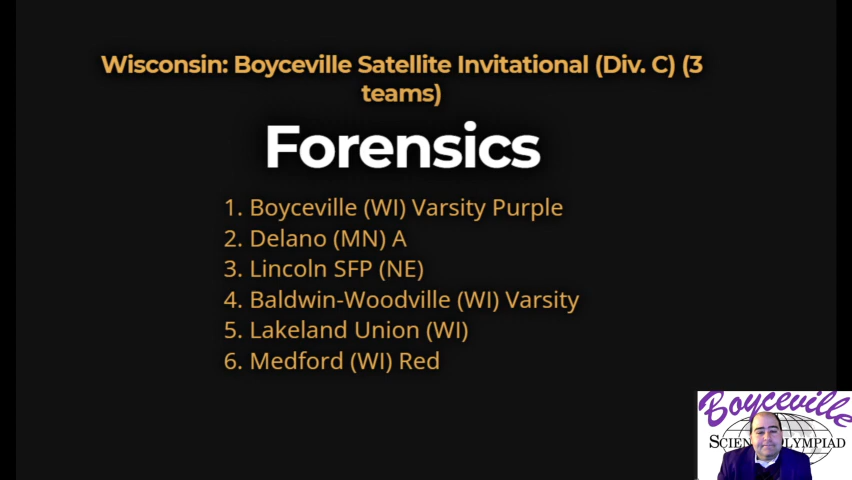 Wisconsin: Boyceville Satellite Invitational (Div. C) (3
teams)
Forensics
1. Boyceville (WI) Varsity Purple
2. Delano (MN) A
3. Lincoln SFP (NE)
4. Baldwin-Woodville (WI) Varsity
5. Lakeland Union (WI)
6. Medford (WI) Red
Boyceville